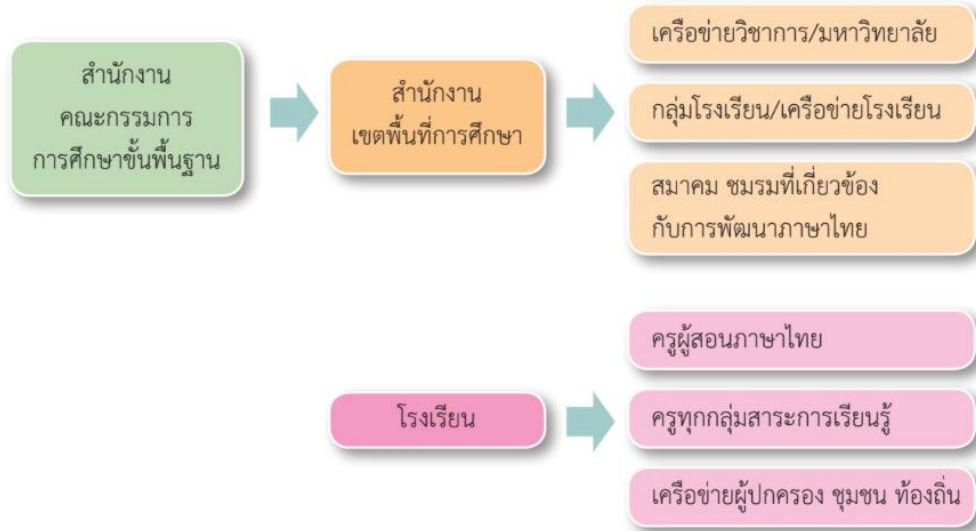 สำนักงาน
คณะกรรมการ
การศึกษาขั้นพื้นฐาน
สำนักงาน
เขตพื้นที่การศึกษา
เครือข่ายวิชาการ/มหาวิทยาลัย
กลุ่มโรงเรียน/เครือข่ายโรงเรียน
สมาคม ชมรมที่เกี่ยวข้อง
กับการพัฒนาภาษาไทย
โรงเรียน
ครูผู้สอนภาษาไทย
ครูทุกกลุ่มสาระการเรียนรู้
เครือข่ายผู้ปกครอง ชุมชน ท้องถิ่น